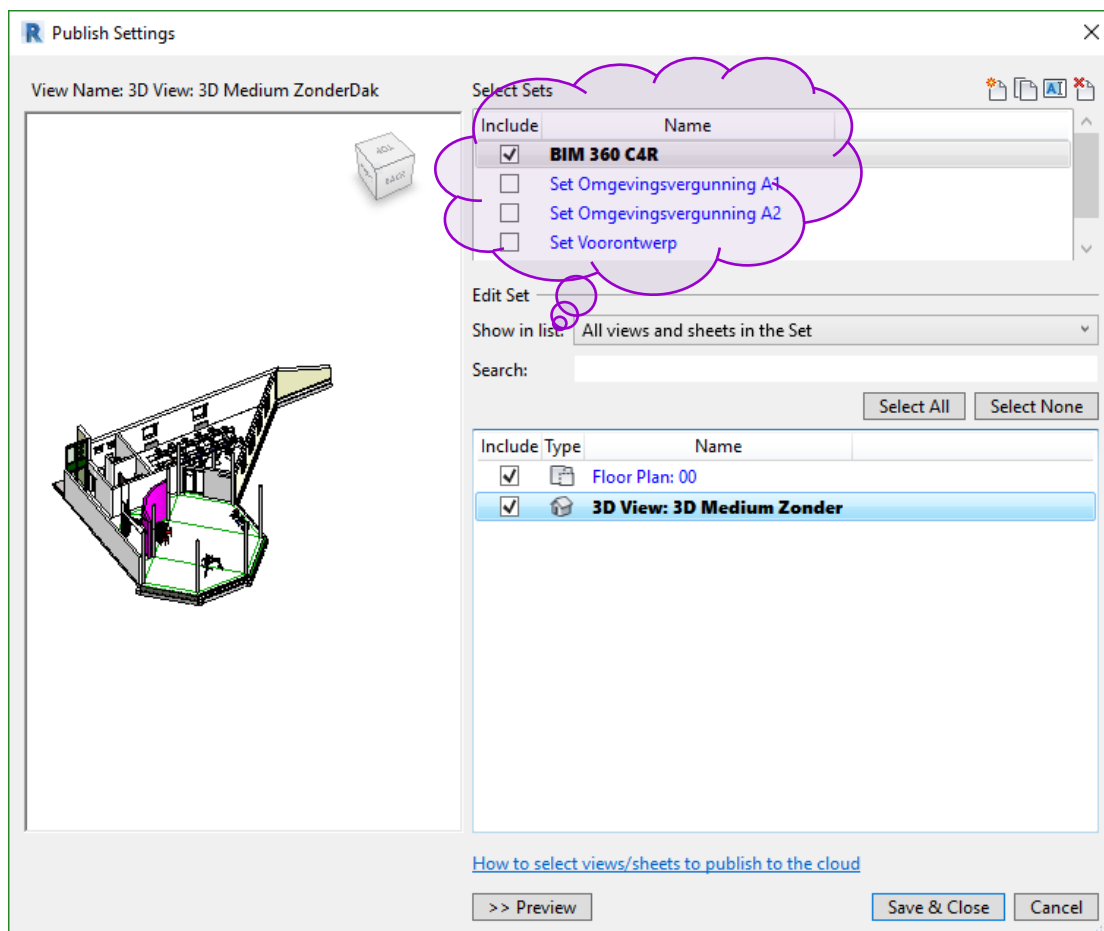 Publish Settings
View Name: 3D View: 3D Medium ZonderDak
TOP
BACK
Select Sets
Include Name
BIM 360 C4R
Set Omgevingsvergunning A1
Set Omgevingsvergunning A2
Set Voorontwerp
Edit Set
Show in list: All views and sheets in the Set
Search:
Select All Select None
Include Type Name
Floor Plan: 00
3D View: 3D Medium Zonder
How to select views/sheets to publish to the cloud
>> Preview Save & Close Cancel